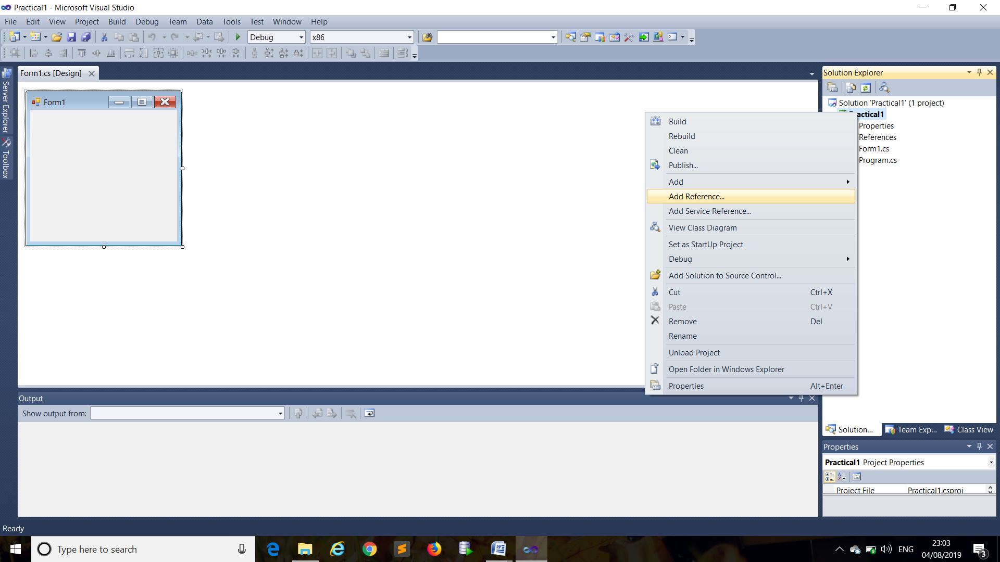 Practical1 - Microsoft Visual Studio
File Edit View Project Build Debug Team Data Tools Test Window Help
Debug x86
Form1.cs [Design]
Server Explorer
Toolbox
Form1
Solution Explorer
Solution 'Practical1' (1 project)
actical1
Properties
References
Form1.cs
Program.cs
Build
Rebuild
Clean
Publish...
Add
Add Reference...
Add Service Reference...
View Class Diagram
Set as StartUp Project
Debug
Add Solution to Source Control...
Cut Ctrl+X
Paste Ctrl+V
Remove Del
Rename
Unload Project
Open Folder in Windows Explorer
Properties Alt+Enter
Output
Show output from:
Solution... Team Exp... Class View
Properties
Practical1 Project Properties
Project File Practical1.csproj
Ready
Type here to search
ENG
23:03
04/08/2019
3